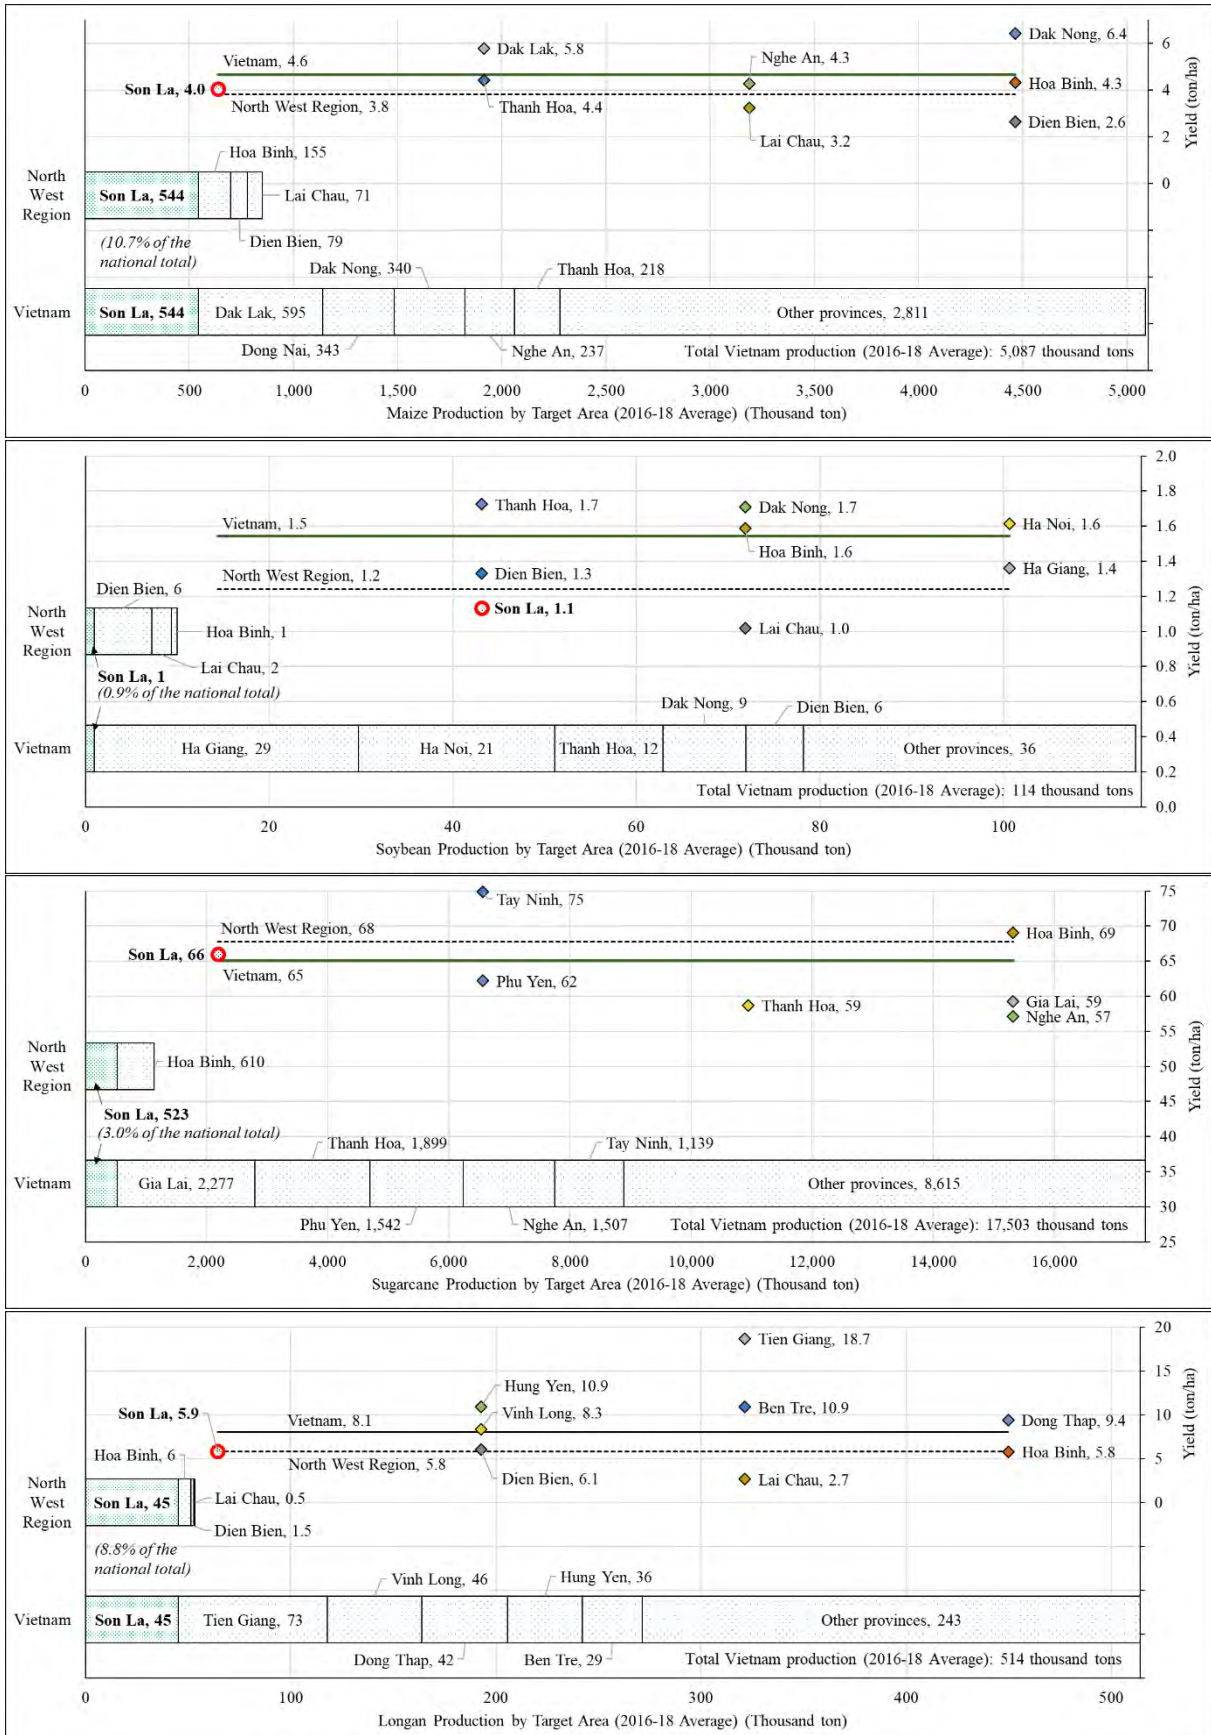 Dak Nong, 6.4
6
Dak Lak, 5.8
Nghe An, 4.3
Vietnam, 4.6
Son La, 4.0
4
Hoa Binh, 4.3
North West Region, 3.8
Thanh Hoa, 4.4
Dien Bien, 2.6
Lai Chau, 3.2
2
Yield (ton/ha)
Hoa Binh, 155
0
North
West
Region
Son La, 544
Lai Chau, 71
(10.7% of the
national total)
Dien Bien, 79
Dak Nong, 340
Thanh Hoa, 218
Vietnam
Son La, 544
Dak Lak, 595
Other provinces, 2,811
Dong Nai, 343
Nghe An, 237
Total Vietnam production (2016-18 Average): 5,087 thousand tons
0 500 1,000 1,500 2,000 2,500 3,000 3,500 4,000 4,500 5,000
Maize Production by Target Area (2016-18 Average) (Thousand ton)
2.0
1.8
Thanh Hoa, 1.7
Dak Nong, 1.7
Vietnam, 1.5
Ha Noi, 1.6
1.6
Hoa Binh, 1.6
1.4
Ha Giang, 1.4
North West Region, 1.2
Dien Bien, 1.3
Yield (ton/ha)
Dien Bien, 6
1.2
Son La, 1.1
North
West
Region
Hoa Binh, 1
Lai Chau, 1.0
1.0
Lai Chau, 2
Son La, 1
(0.9% of the national total)
0.8
Dak Nong, 9
Dien Bien, 6
0.6
Vietnam
Ha Giang, 29
Ha Noi, 21
Thanh Hoa, 12
Other provinces, 36
0.4
0.2
Total Vietnam production (2016-18 Average): 114 thousand tons
0.0
0 20 40 60 80 100
Soybean Production by Target Area (2016-18 Average) (Thousand ton)
75
Tay Ninh, 75
North West Region, 68
70
Hoa Binh, 69
Son La, 66
65
Vietnam, 65
Phu Yen, 62
60
Thanh Hoa, 59
Gia Lai, 59
Nghe An, 57
55
Yield (ton/ha)
North
West
Region
Hoa Binh, 610
50
45
Son La, 523
(3.0% of the national total)
40
Thanh Hoa, 1,899
Tay Ninh, 1,139
35
Vietnam
Gia Lai, 2,277
Other provinces, 8,615
30
Phu Yen, 1,542
Nghe An, 1,507
Total Vietnam production (2016-18 Average): 17,503 thousand tons
25
0 2,000 4,000 6,000 8,000 10,000 12,000 14,000 16,000
Sugarcane Production by Target Area (2016-18 Average) (Thousand ton)
20
Tien Giang, 18.7
15
Hung Yen, 10.9
Son La, 5.9
Vietnam, 8.1
Vinh Long, 8.3
Ben Tre, 10.9
10
Dong Thap, 9.4
Yield (ton/ha)
Hoa Binh, 6
North West Region, 5.8
Dien Bien, 6.1
Lai Chau, 2.7
Hoa Binh, 5.8
5
North
West
Region
Son La, 45
Lai Chau, 0.5
0
Dien Bien, 1.5
(8.8% of the
national total)
Vinh Long, 46
Hung Yen, 36
Vietnam
Son La, 45
Tien Giang, 73
Other provinces, 243
Dong Thap, 42
Ben Tre, 29
Total Vietnam production (2016-18 Average): 514 thousand tons
0 100 200 300 400 500
Longan Production by Target Area (2016-18 Average) (Thousand ton)